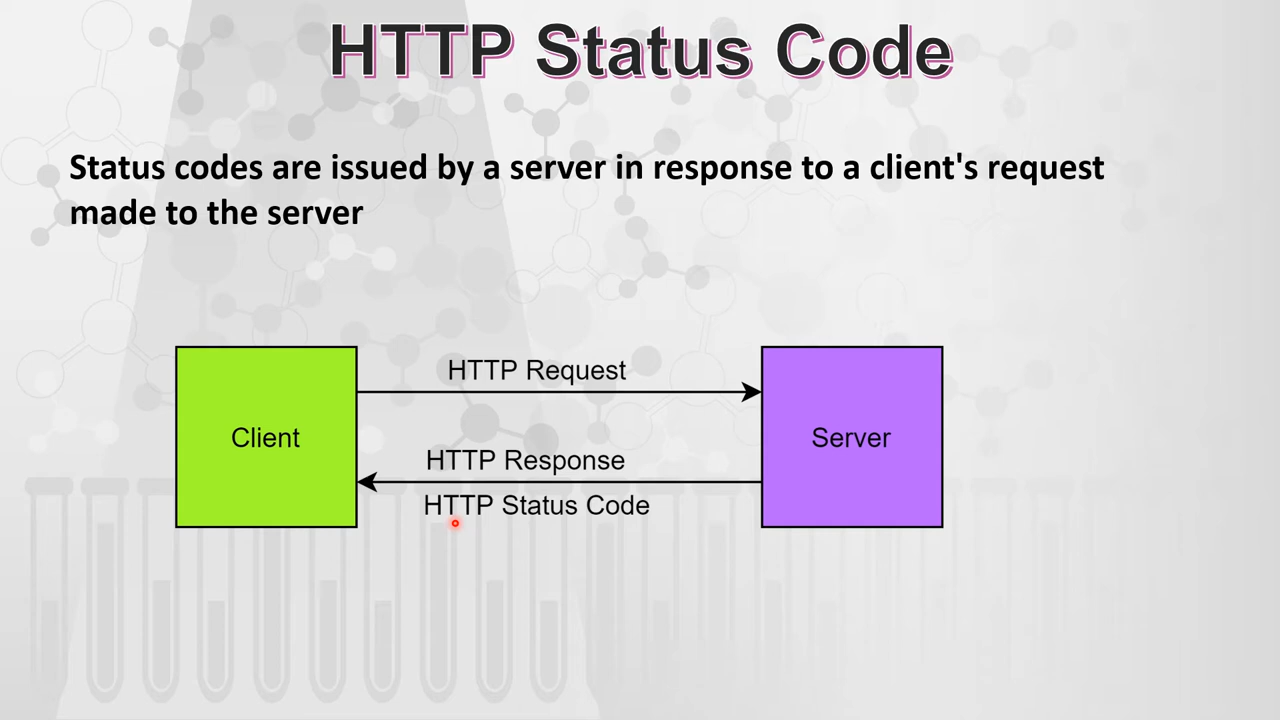 HTTP Status Code
Status codes are issued by a server in response to a client's request
made to the server
HTTP Request
Client
Server
HTTP Response
HTTP Status Code